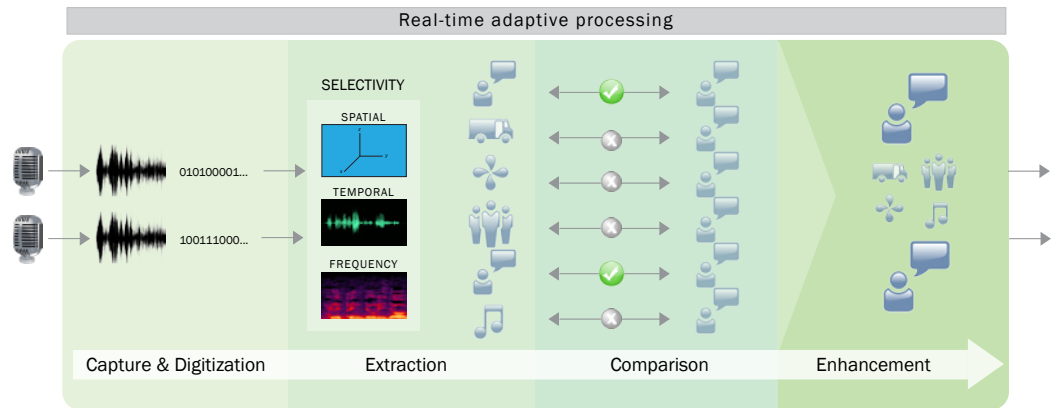 Real-time adaptive processing
SELECTIVITY
SPATIAL
z
x
y
010100001...
TEMPORAL
100111000...
FREQUENCY
Capture & Digitization
Extraction
Comparison
Enhancement